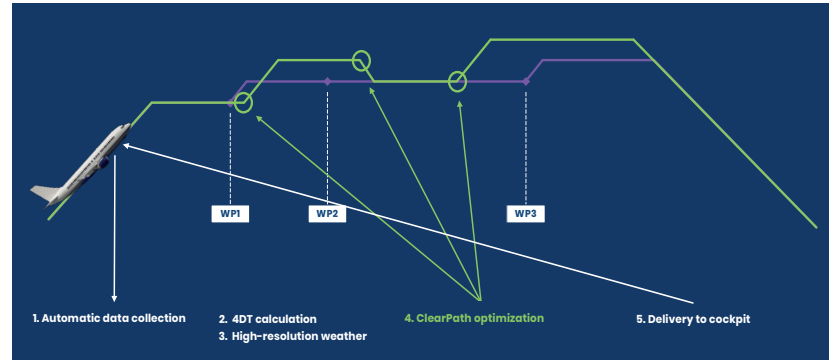 WP1
WP2
WP3
1. Automatic data collection
2. 4DT calculation
3. High-resolution weather
4. ClearPath optimization
5. Delivery to cockpit